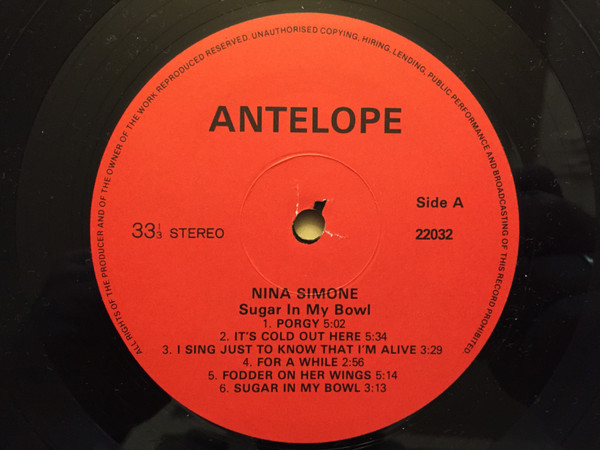 ALL RIGHTS OF THE PRODUCER AND OF THE OWNER OF THE WORK REPRODUCED RESERVED. UNAUTHORISED COPYING, HIRING, LENDING, PUBLIC PERFORMANCE AND BROADCASTING OF THIS RECORD PROHIBITED.
ANTELOPE
Side A
33⅓ STEREO
22032
NINA SIMONE
Sugar In My Bowl
1. PORGY 5:02
2. IT'S COLD OUT HERE 5:34
3. I SING JUST TO KNOW THAT I'M ALIVE 3:29
4. FOR A WHILE 2:56
5. FODDER ON HER WINGS 5:14
6. SUGAR IN MY BOWL 3:13